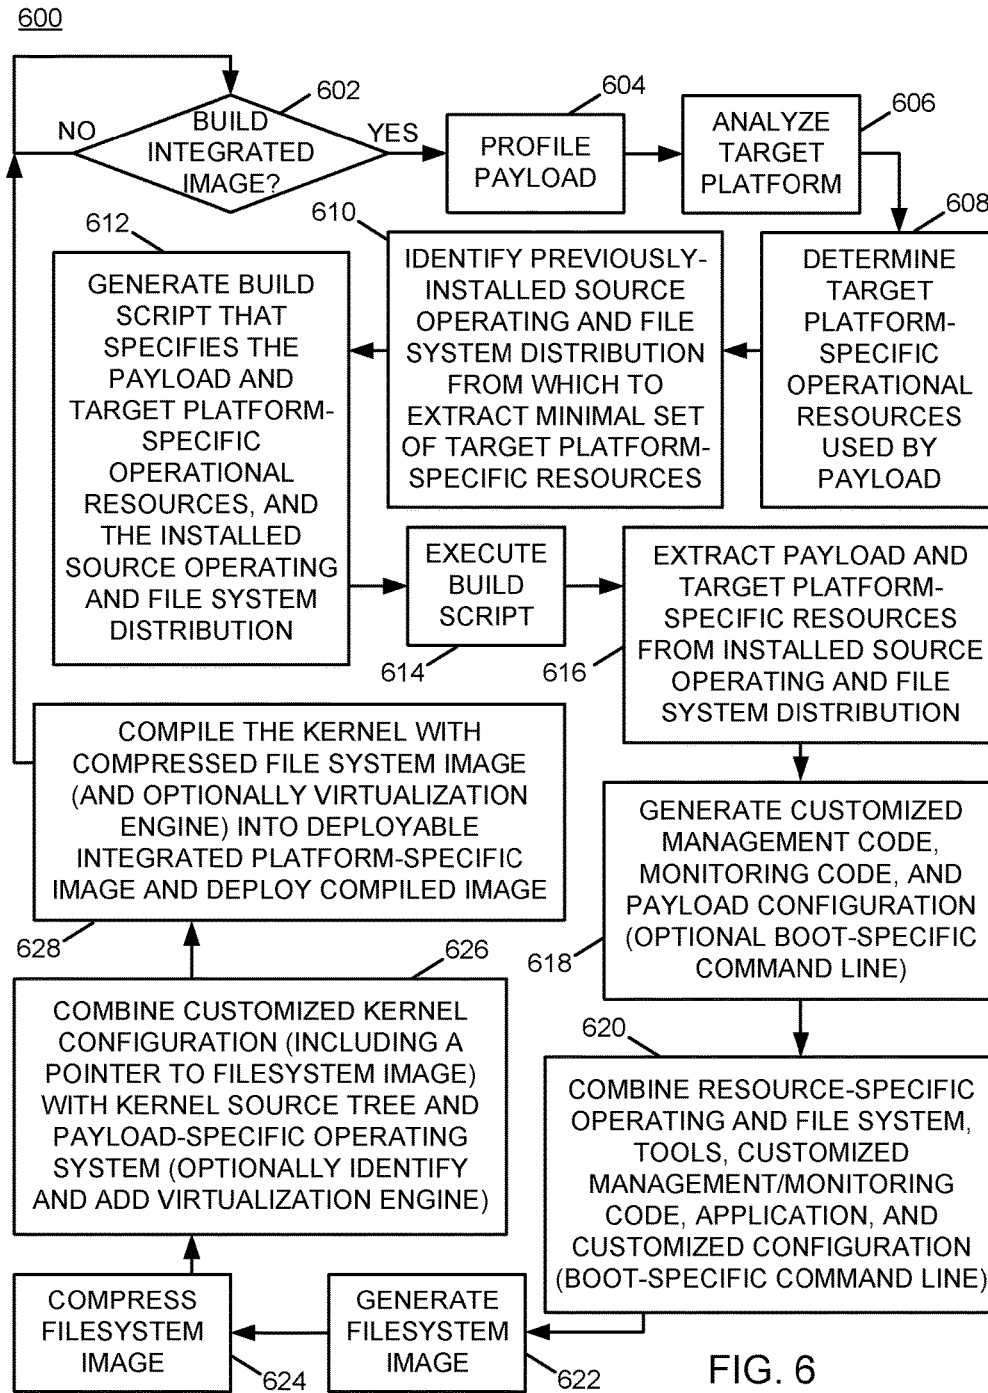 600
602
BUILD
INTEGRATED
IMAGE?
NO
YES
604
PROFILE
PAYLOAD
606
ANALYZE
TARGET
PLATFORM
608
DETERMINE
TARGET
PLATFORM-
SPECIFIC
OPERATIONAL
RESOURCES
USED BY
PAYLOAD
610
IDENTIFY PREVIOUSLY-
INSTALLED SOURCE
OPERATING AND FILE
SYSTEM DISTRIBUTION
FROM WHICH TO
EXTRACT MINIMAL SET
OF TARGET PLATFORM-
SPECIFIC RESOURCES
612
GENERATE BUILD
SCRIPT THAT
SPECIFIES THE
PAYLOAD AND
TARGET PLATFORM-
SPECIFIC
OPERATIONAL
RESOURCES, AND
THE INSTALLED
SOURCE OPERATING
AND FILE SYSTEM
DISTRIBUTION
EXECUTE
BUILD
SCRIPT
614
616
EXTRACT PAYLOAD AND
TARGET PLATFORM-
SPECIFIC RESOURCES
FROM INSTALLED SOURCE
OPERATING AND FILE
SYSTEM DISTRIBUTION
GENERATE CUSTOMIZED
MANAGEMENT CODE,
MONITORING CODE, AND
PAYLOAD CONFIGURATION
(OPTIONAL BOOT-SPECIFIC
COMMAND LINE)
618
620
COMBINE RESOURCE-SPECIFIC
OPERATING AND FILE SYSTEM,
TOOLS, CUSTOMIZED
MANAGEMENT/MONITORING
CODE, APPLICATION, AND
CUSTOMIZED CONFIGURATION
(BOOT-SPECIFIC COMMAND LINE)
GENERATE
FILESYSTEM
IMAGE
622
COMPRESS
FILESYSTEM
IMAGE
624
626
COMBINE CUSTOMIZED KERNEL
CONFIGURATION (INCLUDING A
POINTER TO FILESYSTEM IMAGE)
WITH KERNEL SOURCE TREE AND
PAYLOAD-SPECIFIC OPERATING
SYSTEM (OPTIONALLY IDENTIFY
AND ADD VIRTUALIZATION ENGINE)
COMPILE THE KERNEL WITH
COMPRESSED FILE SYSTEM IMAGE
(AND OPTIONALLY VIRTUALIZATION
ENGINE) INTO DEPLOYABLE
INTEGRATED PLATFORM-SPECIFIC
IMAGE AND DEPLOY COMPILED IMAGE
628
FIG. 6